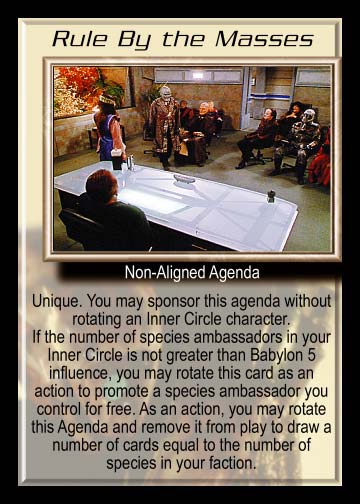 Rule By the Masses
Non-Aligned Agenda
Unique. You may sponsor this agenda without
rotating an Inner Circle character.
If the number of species ambassadors in your
Inner Circle is not greater than Babylon 5
influence, you may rotate this card as an
action to promote a species ambassador you
control for free. As an action, you may rotate
this Agenda and remove it from play to draw a
number of cards equal to the number of
species in your faction.